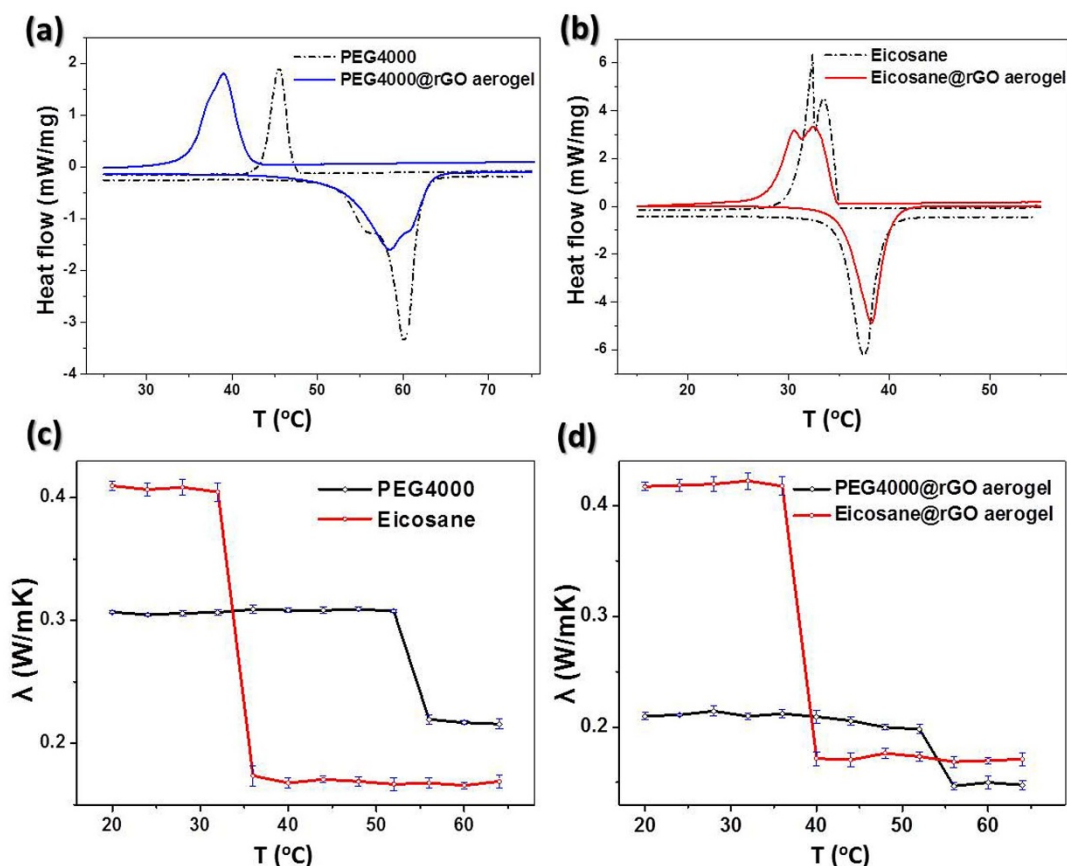 (a)
PEG4000
PEG4000@rGO aerogel
Heat flow (mW/mg)
2
1
0
-1
-2
-3
-4
30
40
50
60
70
T (°C)
(b)
Eicosane
Eicosane@rGO aerogel
Heat flow (mW/mg)
6
4
2
0
-2
-4
-6
20
30
40
50
T (°C)
(c)
PEG4000
Eicosane
λ (W/mK)
0.4
0.3
0.2
20
30
40
50
60
T (°C)
(d)
PEG4000@rGO aerogel
Eicosane@rGO aerogel
λ (W/mK)
0.4
0.3
0.2
20
30
40
50
60
T (°C)